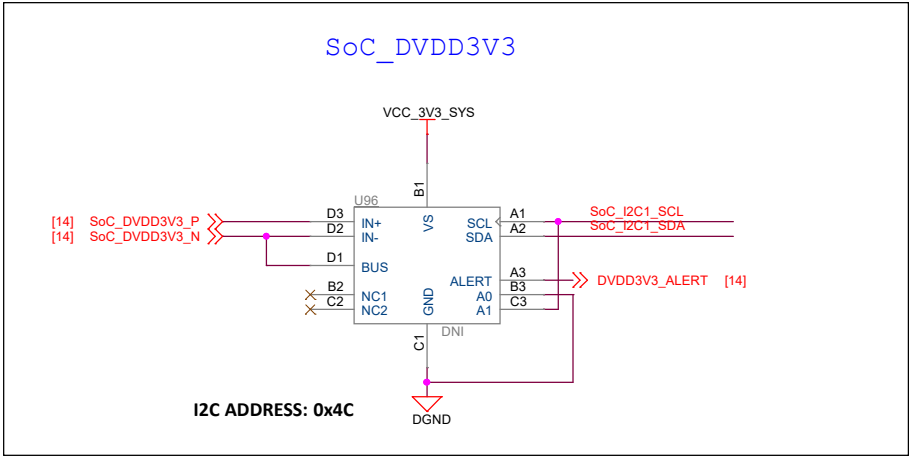 SoC_DVDD3V3
VCC_3V3_SYS
B1
U96
[14] SoC_DVDD3V3_P D3 IN+ VS SCL A1 SoC_I2C1_SCL
[14] SoC_DVDD3V3_N D2 IN- SDA A2 SoC_I2C1_SDA
D1 BUS
ALERT A3 DVDD3V3_ALERT [14]
B2 NC1 A0 B3
C2 NC2 GND A1 C3
DNI
C1
I2C ADDRESS: 0x4C
DGND